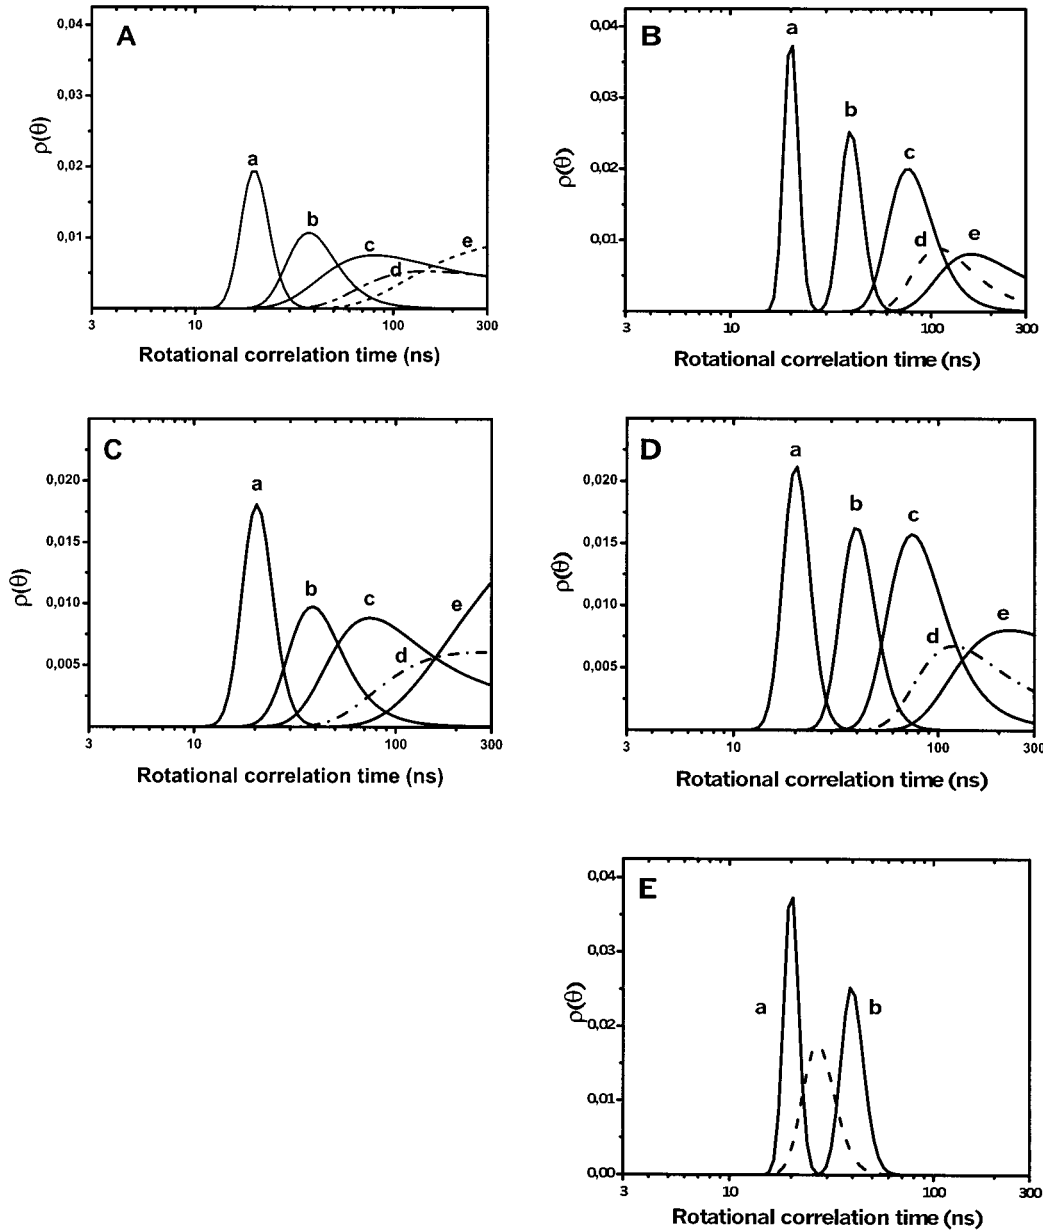 A
0,04
0,03
0,02
0,01
ρ(θ)
a
b
c
d
e
3
10
100
300
Rotational correlation time (ns)
B
0,04
0,03
0,02
0,01
ρ(θ)
a
b
c
d
e
3
10
100
300
Rotational correlation time (ns)
C
0,020
0,015
0,010
0,005
ρ(θ)
a
b
c
d
e
3
10
100
300
Rotational correlation time (ns)
D
0,020
0,015
0,010
0,005
ρ(θ)
a
b
c
d
e
3
10
100
300
Rotational correlation time (ns)
E
0,04
0,03
0,02
0,01
0,00
ρ(θ)
a
b
3
10
100
300
Rotational correlation time (ns)